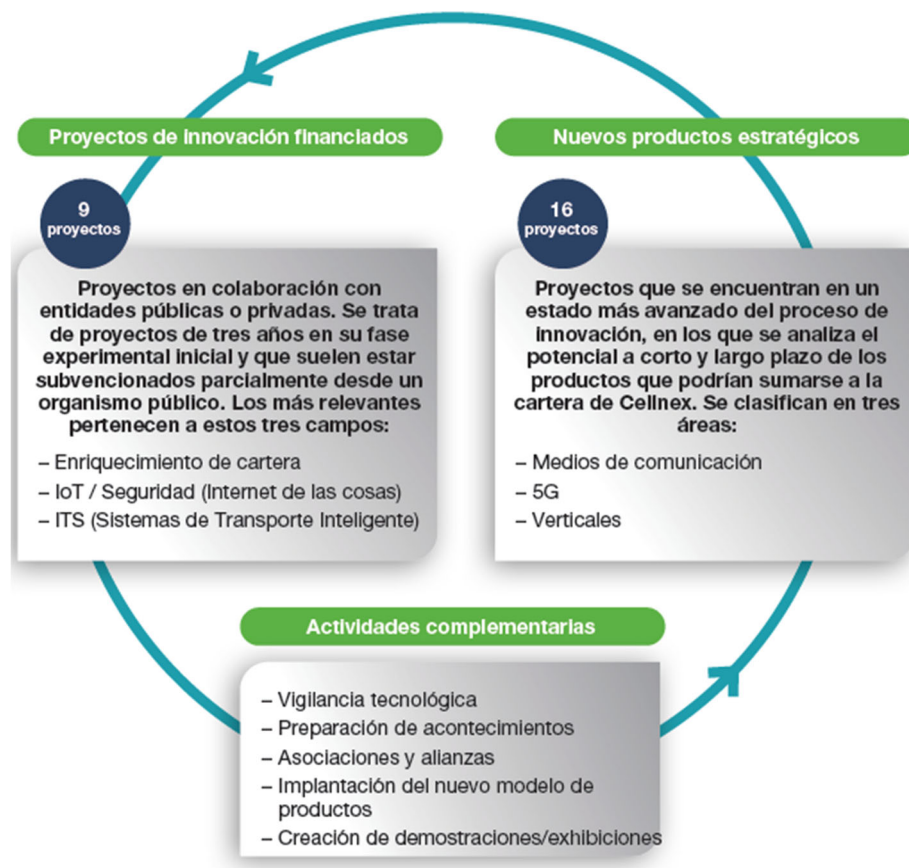 Proyectos de innovación financiados
9
proyectos
Proyectos en colaboración con
entidades públicas o privadas. Se trata
de proyectos de tres años en su fase
experimental inicial y que suelen estar
subvencionados parcialmente desde un
organismo público. Los más relevantes
pertenecen a estos tres campos:
– Enriquecimiento de cartera
– IoT / Seguridad (Internet de las cosas)
– ITS (Sistemas de Transporte Inteligente)
Nuevos productos estratégicos
16
proyectos
Proyectos que se encuentran en un
estado más avanzado del proceso de
innovación, en los que se analiza el
potencial a corto y largo plazo de los
productos que podrían sumarse a la
cartera de Cellnex. Se clasifican en tres
áreas:
– Medios de comunicación
– 5G
– Verticales
Actividades complementarias
– Vigilancia tecnológica
– Preparación de acontecimientos
– Asociaciones y alianzas
– Implantación del nuevo modelo de
productos
– Creación de demostraciones/exhibiciones